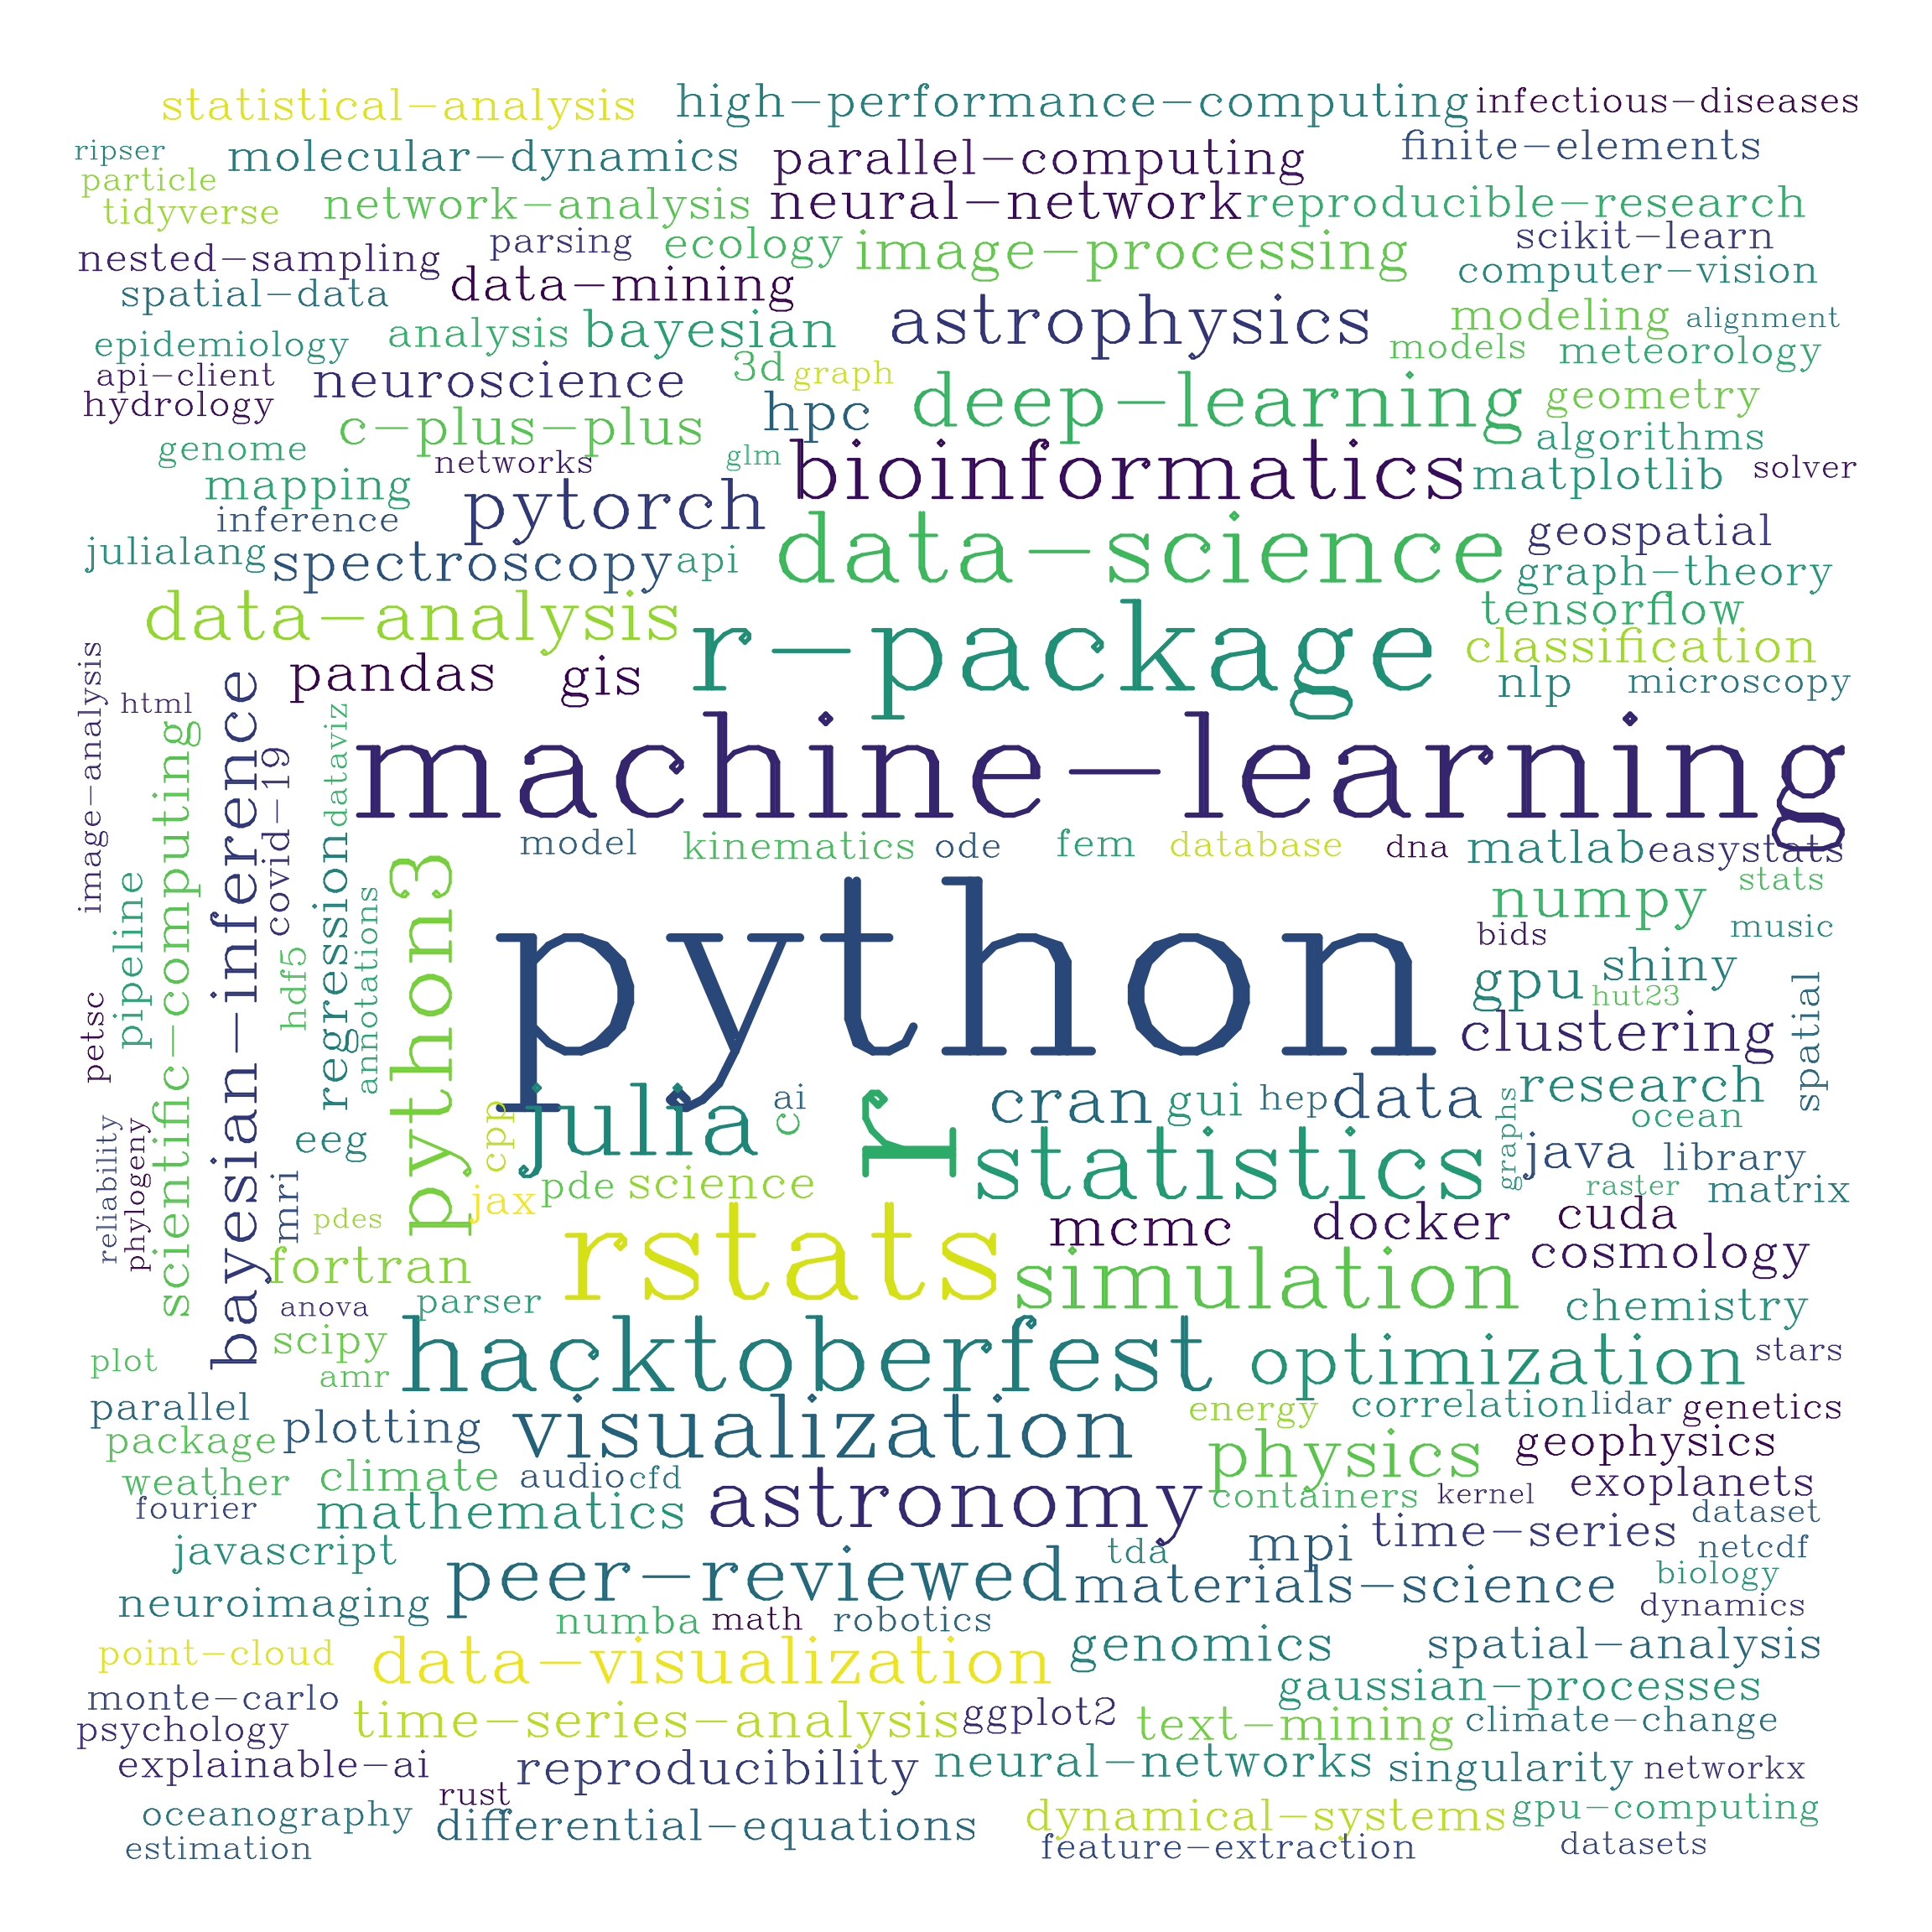 statistical-analysis
high-performance-computing
infectious-diseases
ripser
molecular-dynamics
parallel-computing
finite-elements
particle
tidyverse
network-analysis
neural-network
reproducible-research
nested-sampling
parsing
ecology
image-processing
scikit-learn
spatial-data
data-mining
computer-vision
epidemiology
analysis
bayesian
astrophysics
modeling
alignment
api-client
neuroscience
3d
graph
models
meteorology
hydrology
c-plus-plus
hpc
deep-learning
geometry
genome
networks
glm
bioinformatics
algorithms
mapping
pytorch
matplotlib
solver
inference
julialang
spectroscopy
api
data-science
geospatial
graph-theory
data-analysis
r-package
tensorflow
classification
pandas
gis
nlp
microscopy
image-analysis
html
scientific-computing
bayesian-inference
covid-19
dataviz
machine-learning
model
kinematics
ode
fem
database
dna
matlab
easystats
pipeline
regression
annotations
python3
python
numpy
stats
bids
music
petsc
hdf5
gpu
shiny
hut23
clustering
spatial
reliability
phylogeny
eeg
cpp
julia
ai
c
r
cran
gui
hep
data
research
ocean
graphs
java
library
mri
pdes
jax
pde
science
statistics
raster
matrix
fortran
rstats
mcmc
docker
cuda
cosmology
anova
parser
simulation
chemistry
plot
scipy
amr
hacktoberfest
optimization
stars
parallel
package
plotting
visualization
energy
correlation
lidar
genetics
weather
climate
audio
cfd
physics
geophysics
fourier
mathematics
astronomy
containers
kernel
exoplanets
dataset
javascript
peer-reviewed
tda
mpi
time-series
netcdf
neuroimaging
materials-science
biology
dynamics
numba
math
robotics
point-cloud
data-visualization
genomics
spatial-analysis
monte-carlo
gaussian-processes
psychology
time-series-analysis
ggplot2
text-mining
climate-change
explainable-ai
reproducibility
neural-networks
singularity
networkx
rust
oceanography
differential-equations
dynamical-systems
gpu-computing
estimation
feature-extraction
datasets